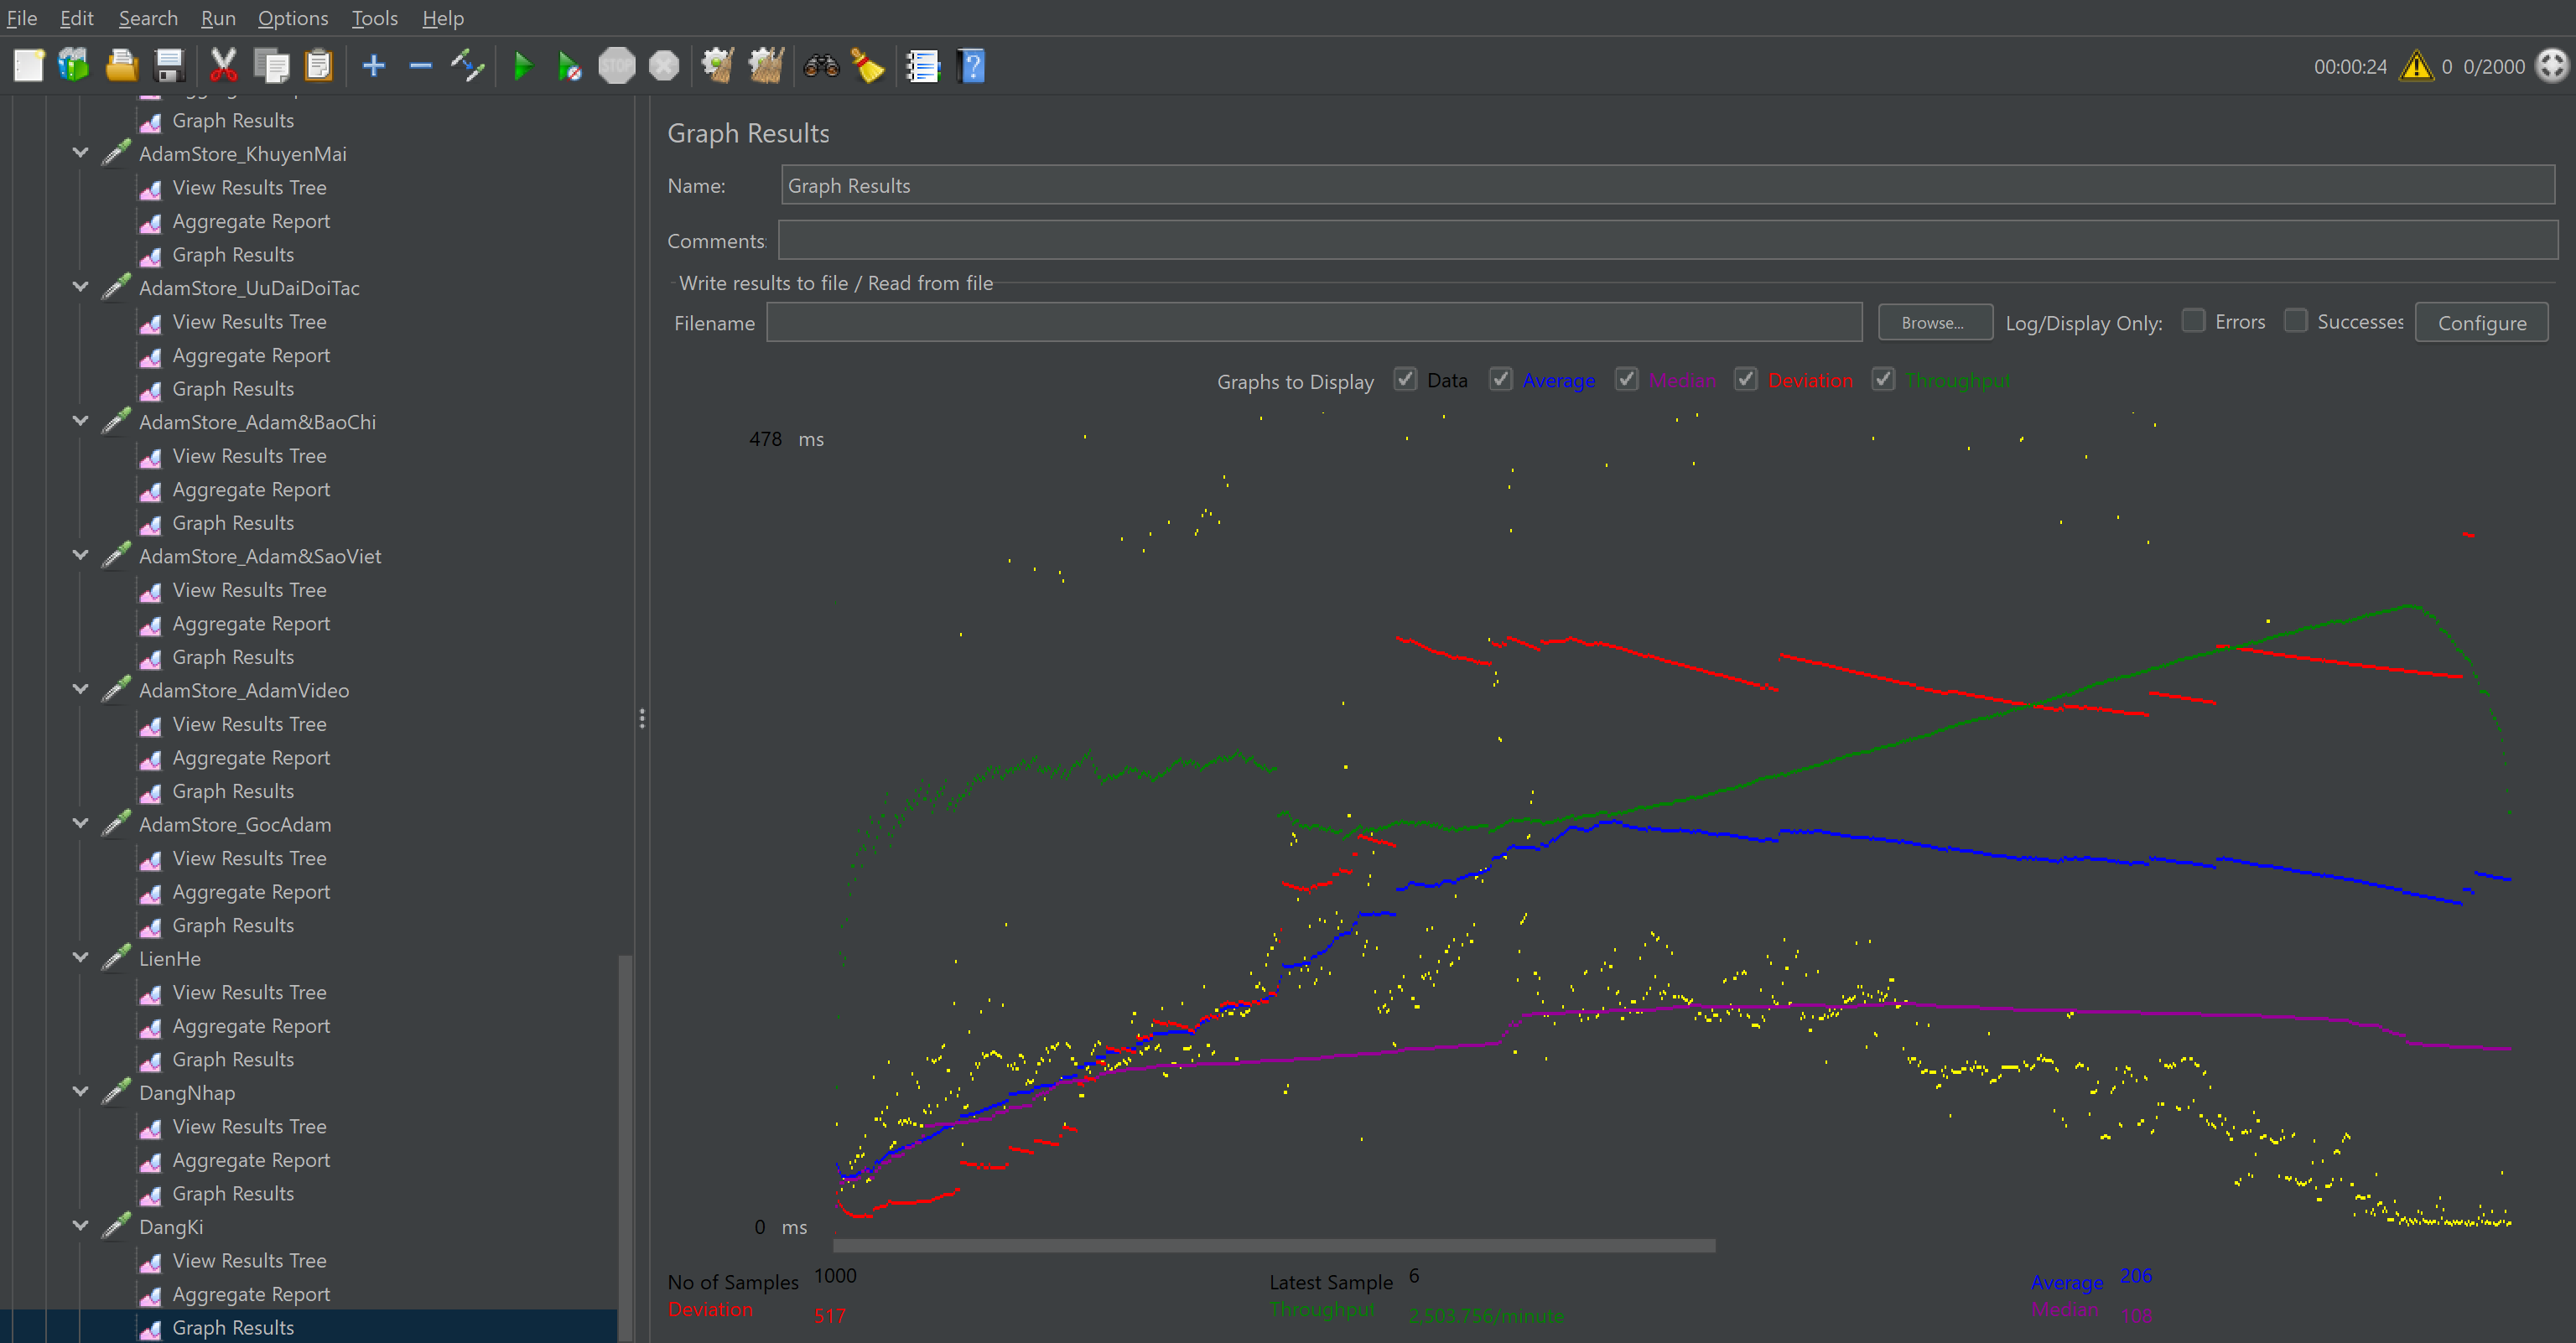 File Edit Search Run Options Tools Help
STOP
00:00:24 0 0/2000
Graph Results
AdamStore_KhuyenMai
View Results Tree
Aggregate Report
Graph Results
AdamStore_UuDaiDoiTac
View Results Tree
Aggregate Report
Graph Results
AdamStore_Adam&BaoChi
View Results Tree
Aggregate Report
Graph Results
AdamStore_Adam&SaoViet
View Results Tree
Aggregate Report
Graph Results
AdamStore_AdamVideo
View Results Tree
Aggregate Report
Graph Results
AdamStore_GocAdam
View Results Tree
Aggregate Report
Graph Results
LienHe
View Results Tree
Aggregate Report
Graph Results
DangNhap
View Results Tree
Aggregate Report
Graph Results
DangKi
View Results Tree
Aggregate Report
Graph Results
Graph Results
Name: Graph Results
Comments:
Write results to file / Read from file
Filename Browse... Log/Display Only: Errors Successes Configure
Graphs to Display Data Average Median Deviation Throughput
478 ms
0 ms
No of Samples 1000 Latest Sample 6 Average 206
Deviation 517 Throughput 2,503.756/minute Median 108